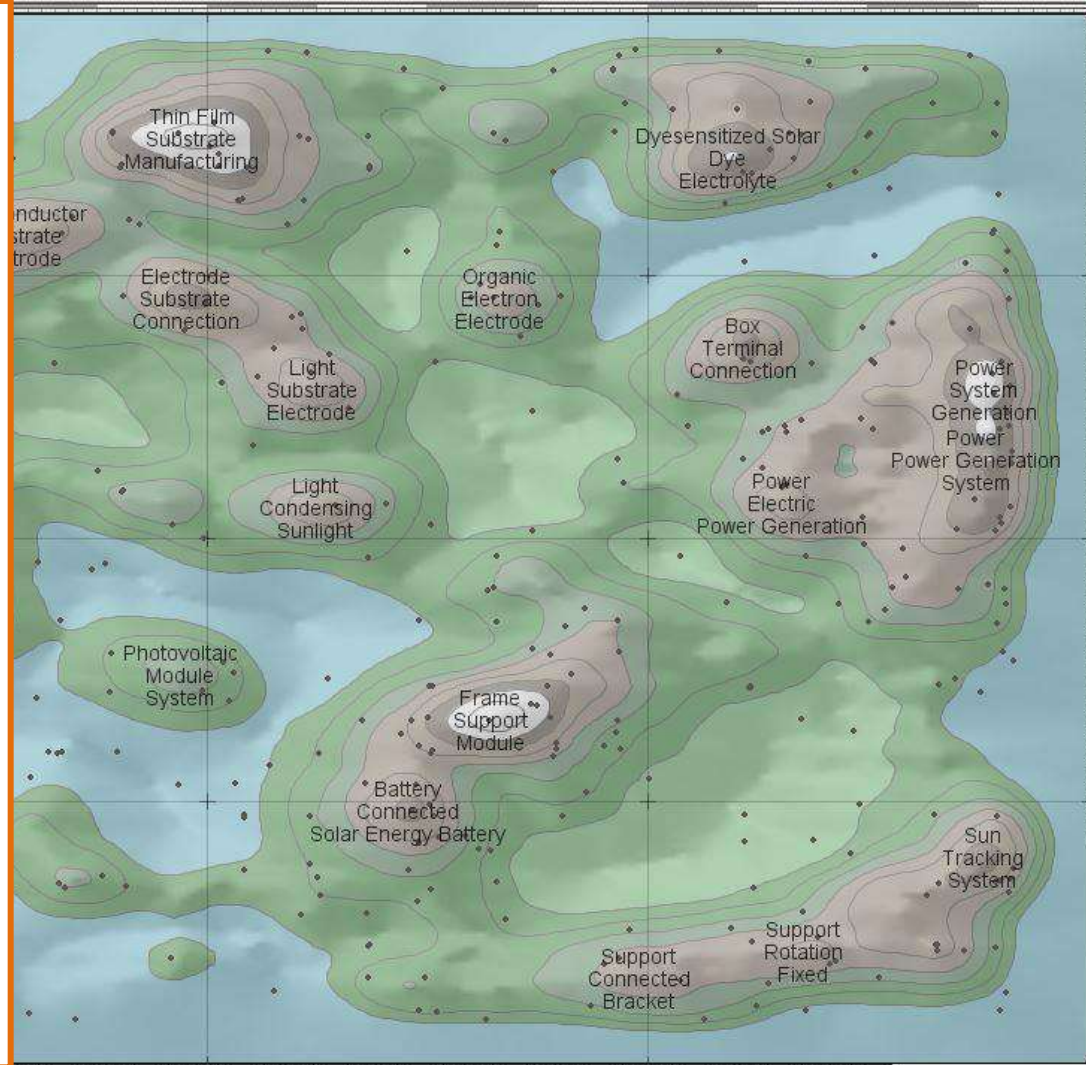 Thin Film
Substrate
Manufacturing
Dyesensitized Solar
Dye
Electrolyte
onductor
strate
trode
Electrode
Substrate
Connection
Organic
Electron
Electrode
Box
Terminal
Connection
Light
Substrate
Electrode
Power
System
Generation
Power
Power Generation
System
Light
Condensing
Sunlight
Power
Electric
Power Generation
Photovoltaic
Module
System
Frame
Support
Module
Battery
Connected
Solar Energy Battery
Sun
Tracking
System
Support
Rotation
Fixed
Support
Connected
Bracket